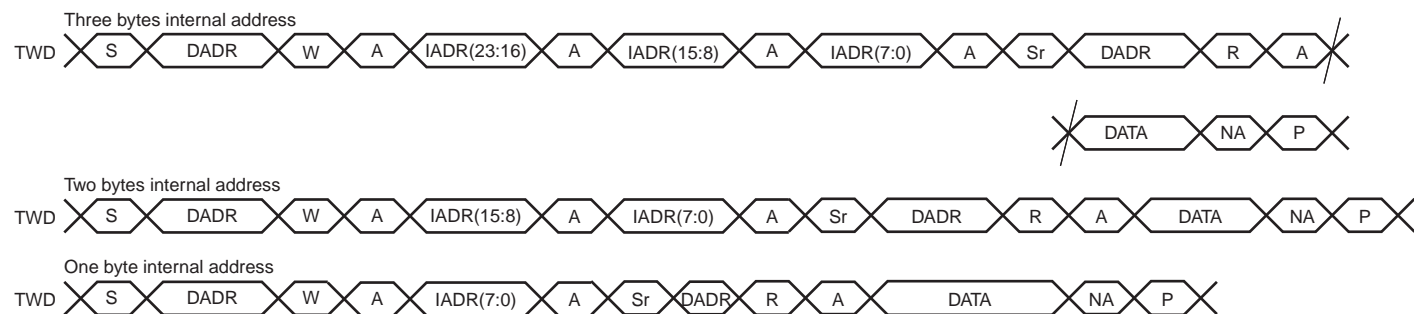 Three bytes internal address
TWD S DADR W A IADR(23:16) A IADR(15:8) A IADR(7:0) A Sr DADR R A
DATA NA P
Two bytes internal address
TWD S DADR W A IADR(15:8) A IADR(7:0) A Sr DADR R A DATA NA P
One byte internal address
TWD S DADR W A IADR(7:0) A Sr DADR R A DATA NA P